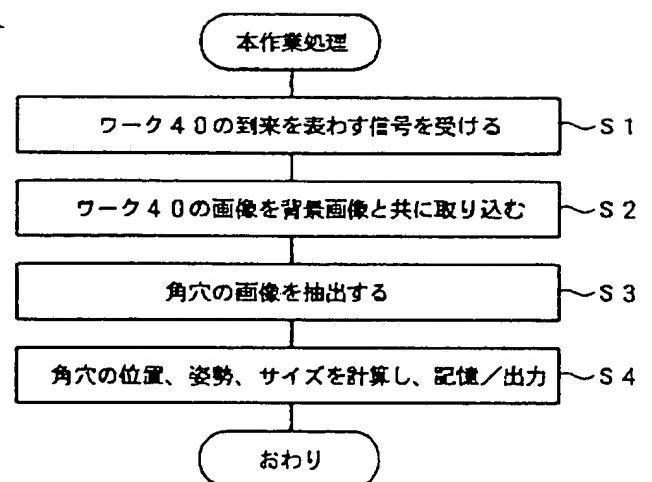 本作業処理
ワーク40の到来を表わす信号を受ける ~S1
ワーク40の画像を背景画像と共に取り込む ~S2
角穴の画像を抽出する ~S3
角穴の位置、姿勢、サイズを計算し、記憶／出力 ~S4
おわり